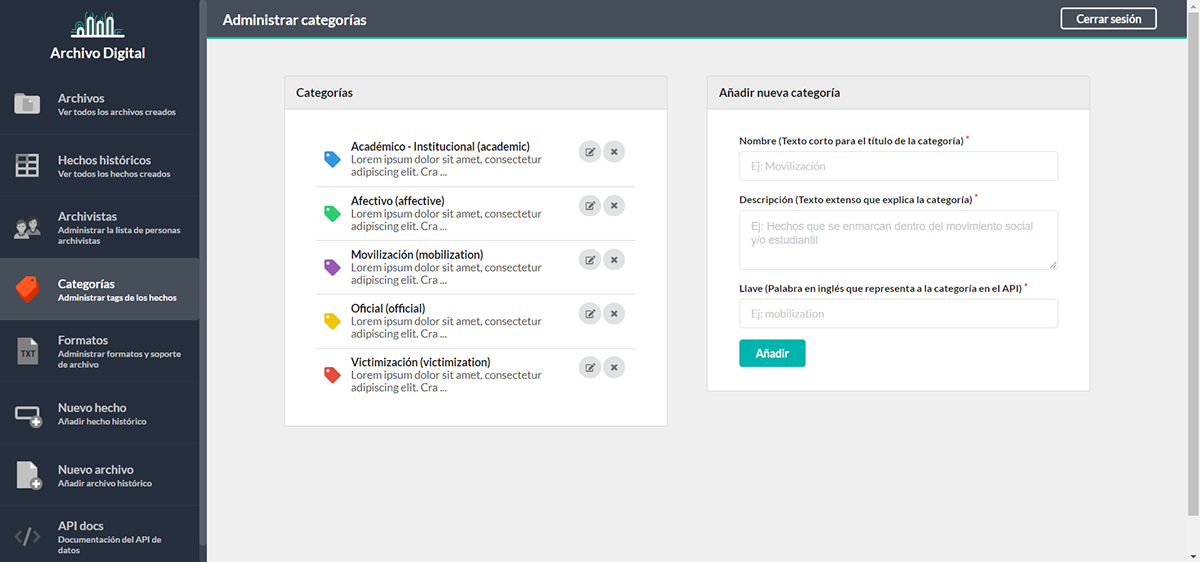 Archivo Digital
Archivos
Ver todos los archivos creados
Hechos históricos
Ver todos los hechos creados
Archivistas
Administrar la lista de personas
archivistas
Categorías
Administrar tags de los hechos
TXT
Formatos
Administrar formatos y soporte
de archivo
Nuevo hecho
Añadir hecho histórico
Nuevo archivo
Añadir archivo histórico
API docs
Documentación del API de
datos
Administrar categorías
Cerrar sesión
Categorías
Académico - Institucional (academic)
Lorem ipsum dolor sit amet, consectetur
adipiscing elit. Cra ...
Afectivo (affective)
Lorem ipsum dolor sit amet, consectetur
adipiscing elit. Cra ...
Movilización (mobilization)
Lorem ipsum dolor sit amet, consectetur
adipiscing elit. Cra ...
Oficial (official)
Lorem ipsum dolor sit amet, consectetur
adipiscing elit. Cra ...
Victimización (victimization)
Lorem ipsum dolor sit amet, consectetur
adipiscing elit. Cra ...
Añadir nueva categoría
Nombre (Texto corto para el título de la categoría) *
Ej: Movilización
Descripción (Texto extenso que explica la categoría) *
Ej: Hechos que se enmarcan dentro del movimiento social
y/o estudiantil
Llave (Palabra en inglés que representa a la categoría en el API) *
Ej: mobilization
Añadir